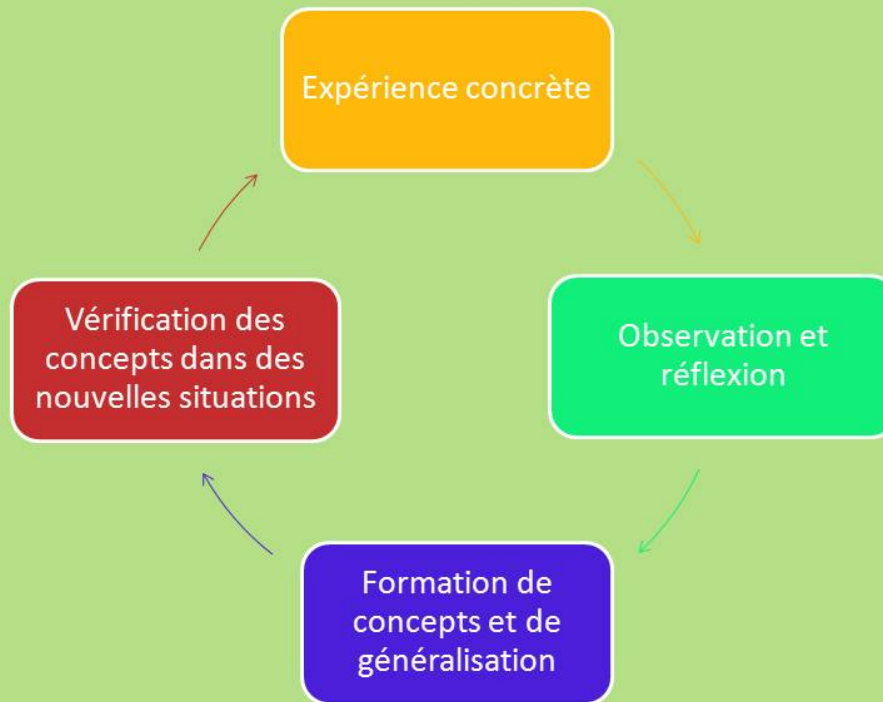 Expérience concrète
Observation et
réflexion
Formation de
concepts et de
généralisation
Vérification des
concepts dans des
nouvelles situations